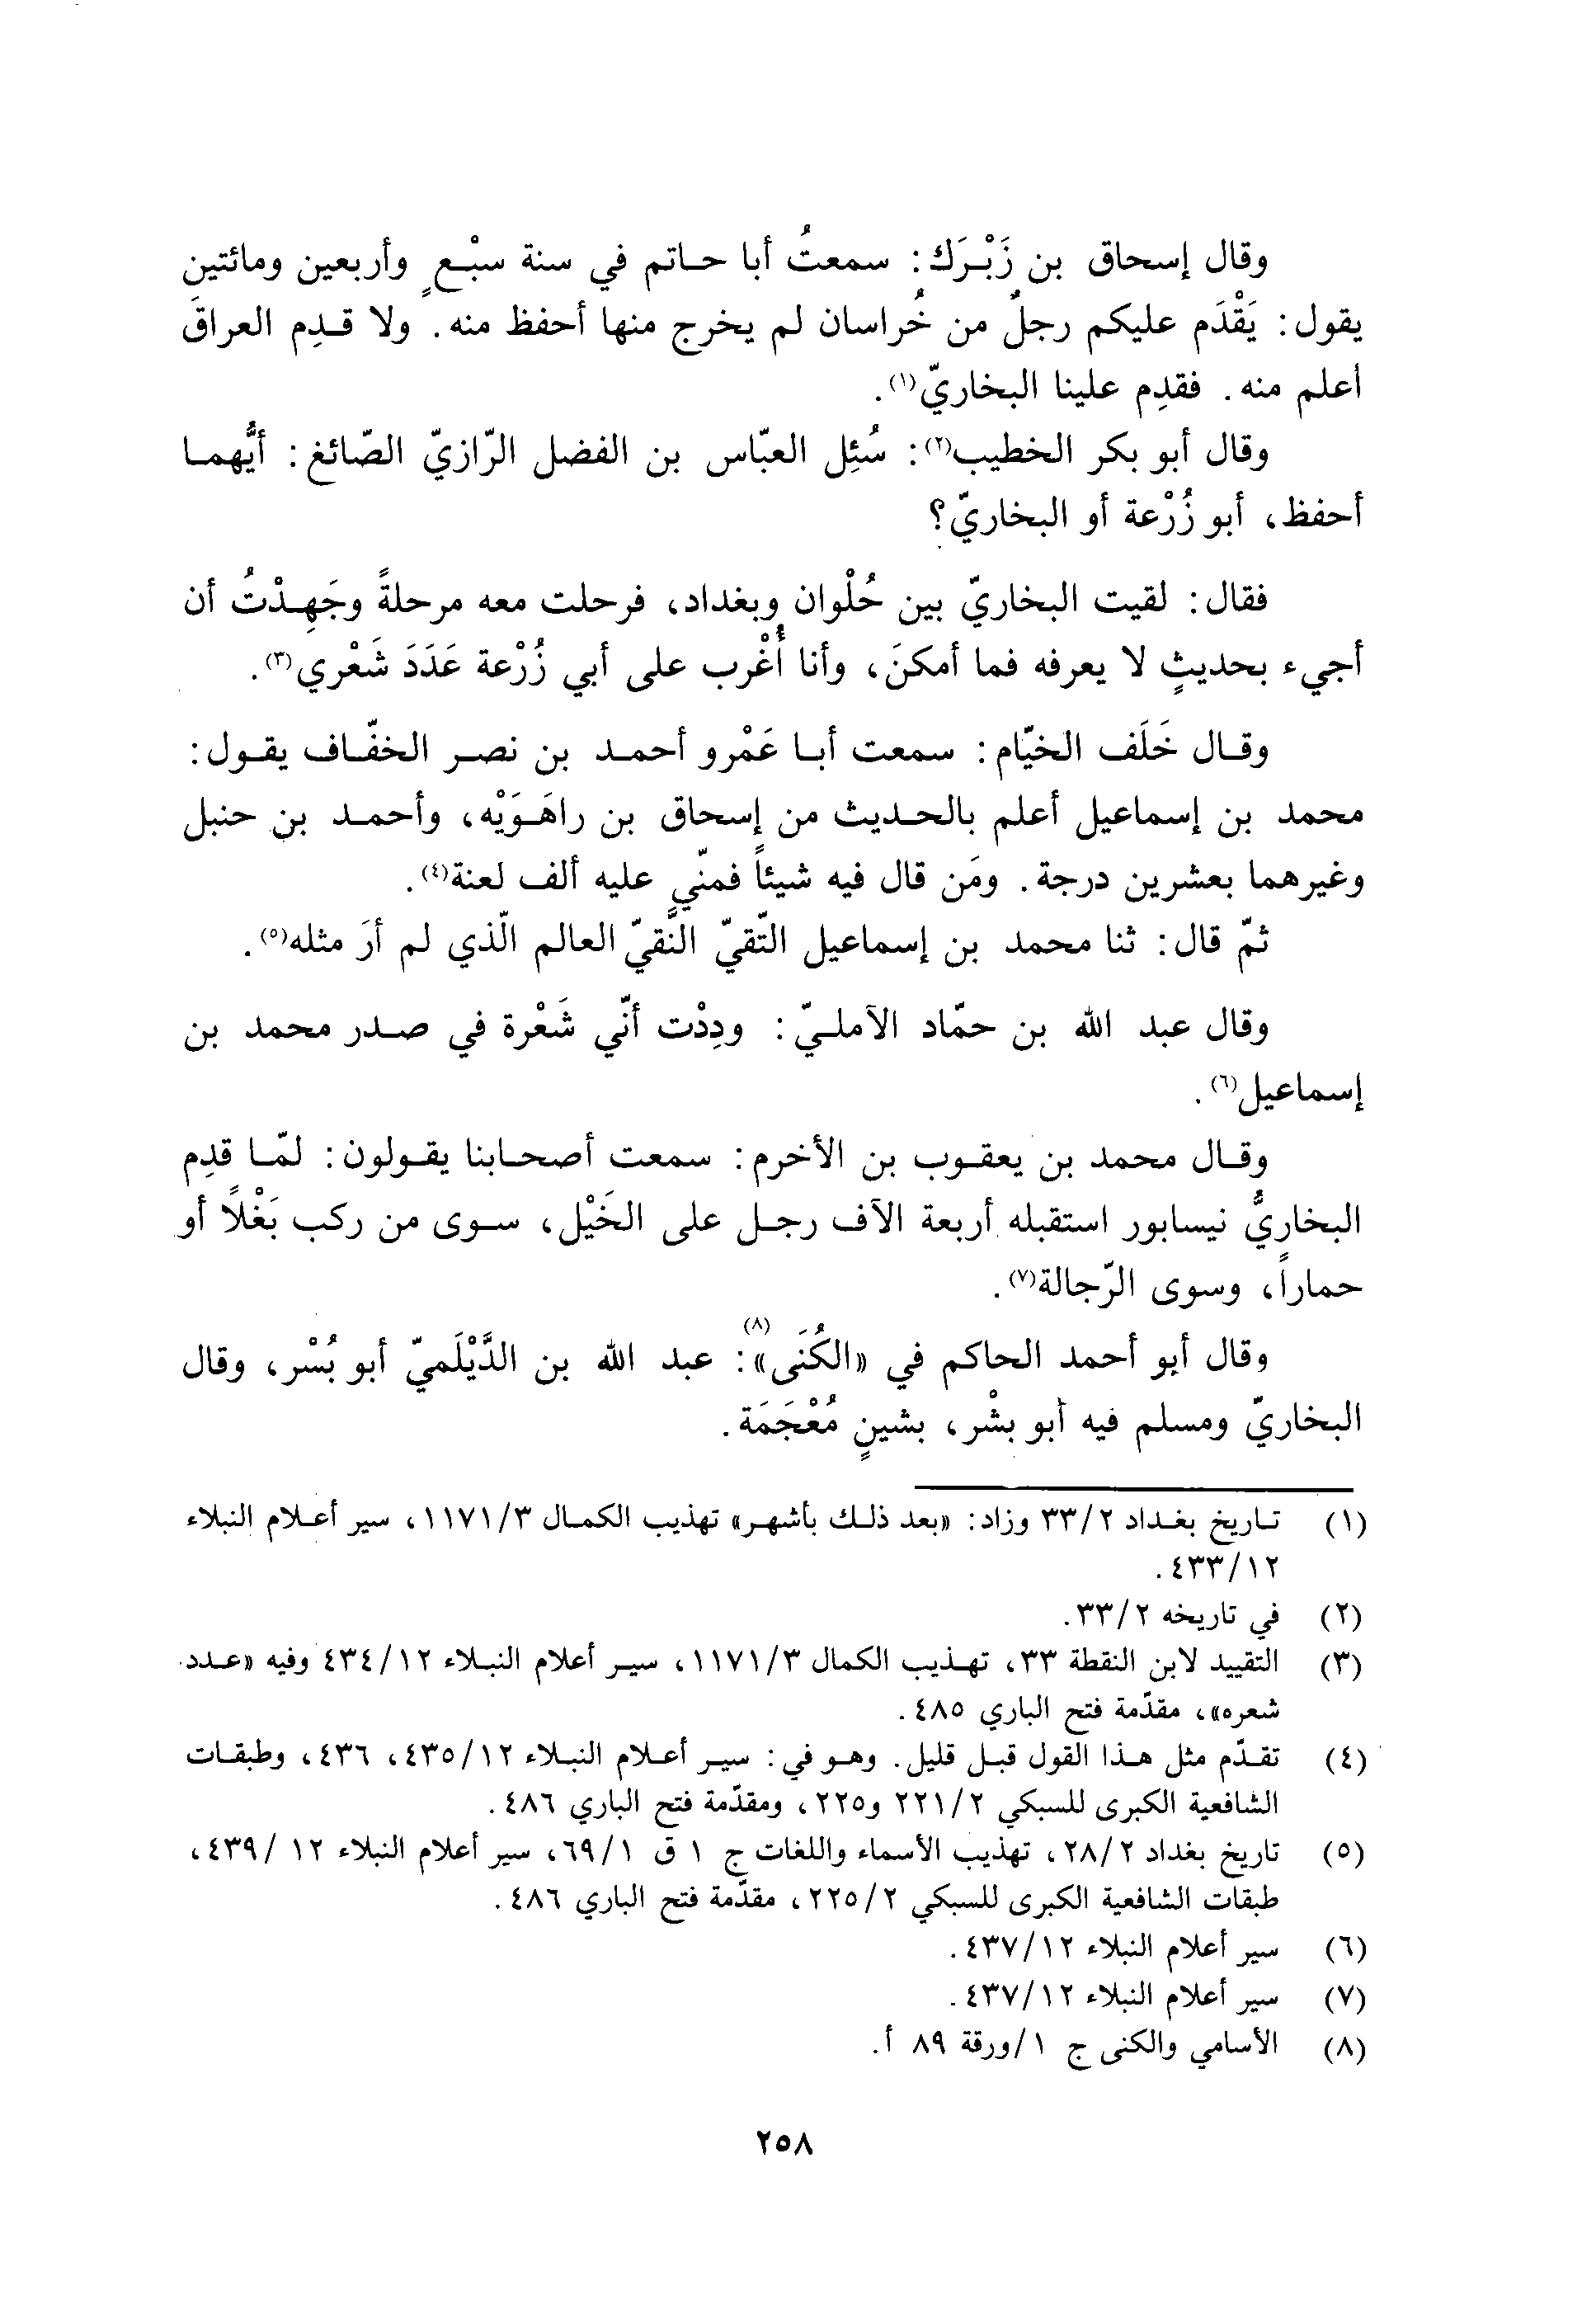 وقال إسحاق بن زَبْرَك: سمعتُ أبا حاتم في سنة سبْعٍ وأربعين ومائتين
يقول: يَقْدَم عليكم رجلٌ من خُراسان لم يخرج منها أحفظ منه. ولا قدِم العراقَ
أعلم منه. فقدِم علينا البخاريّ(١).
وقال أبو بكر الخطيب(٢): سُئِل العبّاس بن الفضل الرّازيّ الصّائغ: أيُّهما
أحفظ، أبو زُرْعة أو البخاريّ؟
فقال: لقيت البخاريّ بين حُلْوان وبغداد، فرحلت معه مرحلةً وجَهِدْتُ أن
أجيء بحديثٍ لا يعرفه فما أمكنَ، وأنا أُغْرب على أبي زُرْعة عَدَدَ شَعْري(٣).
وقال خَلَف الخيّام: سمعت أبا عَمْرو أحمد بن نصر الخفّاف يقول:
محمد بن إسماعيل أعلم بالحديث من إسحاق بن راهَوَيْه، وأحمد بن حنبل
وغيرهما بعشرين درجة. ومَن قال فيه شيئاً فمنّي عليه ألف لعنة(٤).
ثمّ قال: ثنا محمد بن إسماعيل التّقيّ النّقيّ العالم الّذي لم أرَ مثله(٥).
وقال عبد الله بن حمّاد الآمليّ: ودِدْت أنّي شَعْرة في صدر محمد بن
إسماعيل(٦).
وقال محمد بن يعقوب بن الأخرم: سمعت أصحابنا يقولون: لمّا قدِم
البخاريُّ نيسابور استقبله أربعة الآف رجل على الخَيْل، سوى من ركب بَغْلاً أو
حماراً، وسوى الرّجالة(٧).
وقال أبو أحمد الحاكم في «الكُنَى»(٨): عبد الله بن الدَّيْلَميّ أبو بُسْر، وقال
البخاريّ ومسلم فيه أبو بشْر، بشينٍ مُعْجَمَة.
(١) تاريخ بغداد ٣٣/٢ وزاد: «بعد ذلك بأشهر» تهذيب الكمال ١١٧١/٣، سير أعلام النبلاء
٤٣٣/١٢.
(٢) في تاريخه ٣٣/٢.
(٣) التقييد لابن النقطة ٣٣، تهذيب الكمال ١١٧١/٣، سير أعلام النبلاء ٤٣٤/١٢ وفيه «عدد
شعره»، مقدّمة فتح الباري ٤٨٥.
(٤) تقدّم مثل هذا القول قبل قليل. وهو في: سير أعلام النبلاء ٤٣٥/١٢، ٤٣٦، وطبقات
الشافعية الكبرى للسبكي ٢٢١/٢ و٢٢٥، ومقدّمة فتح الباري ٤٨٦.
(٥) تاريخ بغداد ٢٨/٢، تهذيب الأسماء واللغات ج ١ ق ٦٩/١، سير أعلام النبلاء ١٢ /٤٣٩،
طبقات الشافعية الكبرى للسبكي ٢٢٥/٢، مقدّمة فتح الباري ٤٨٦.
(٦) سير أعلام النبلاء ٤٣٧/١٢.
(٧) سير أعلام النبلاء ٤٣٧/١٢.
(٨) الأسامي والكنى ج ١/ورقة ٨٩ أ.
٢٥٨